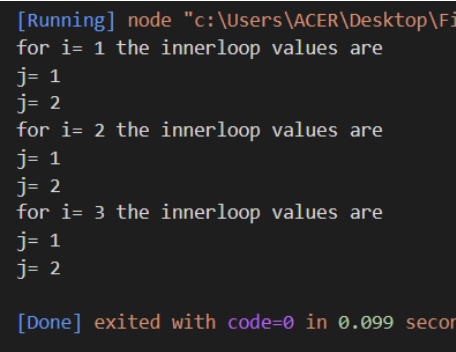 [Running] node "c:\Users\ACER\Desktop\Fi
for i= 1 the innerloop values are
j= 1
j= 2
for i= 2 the innerloop values are
j= 1
j= 2
for i= 3 the innerloop values are
j= 1
j= 2
[Done] exited with code=0 in 0.099 secon